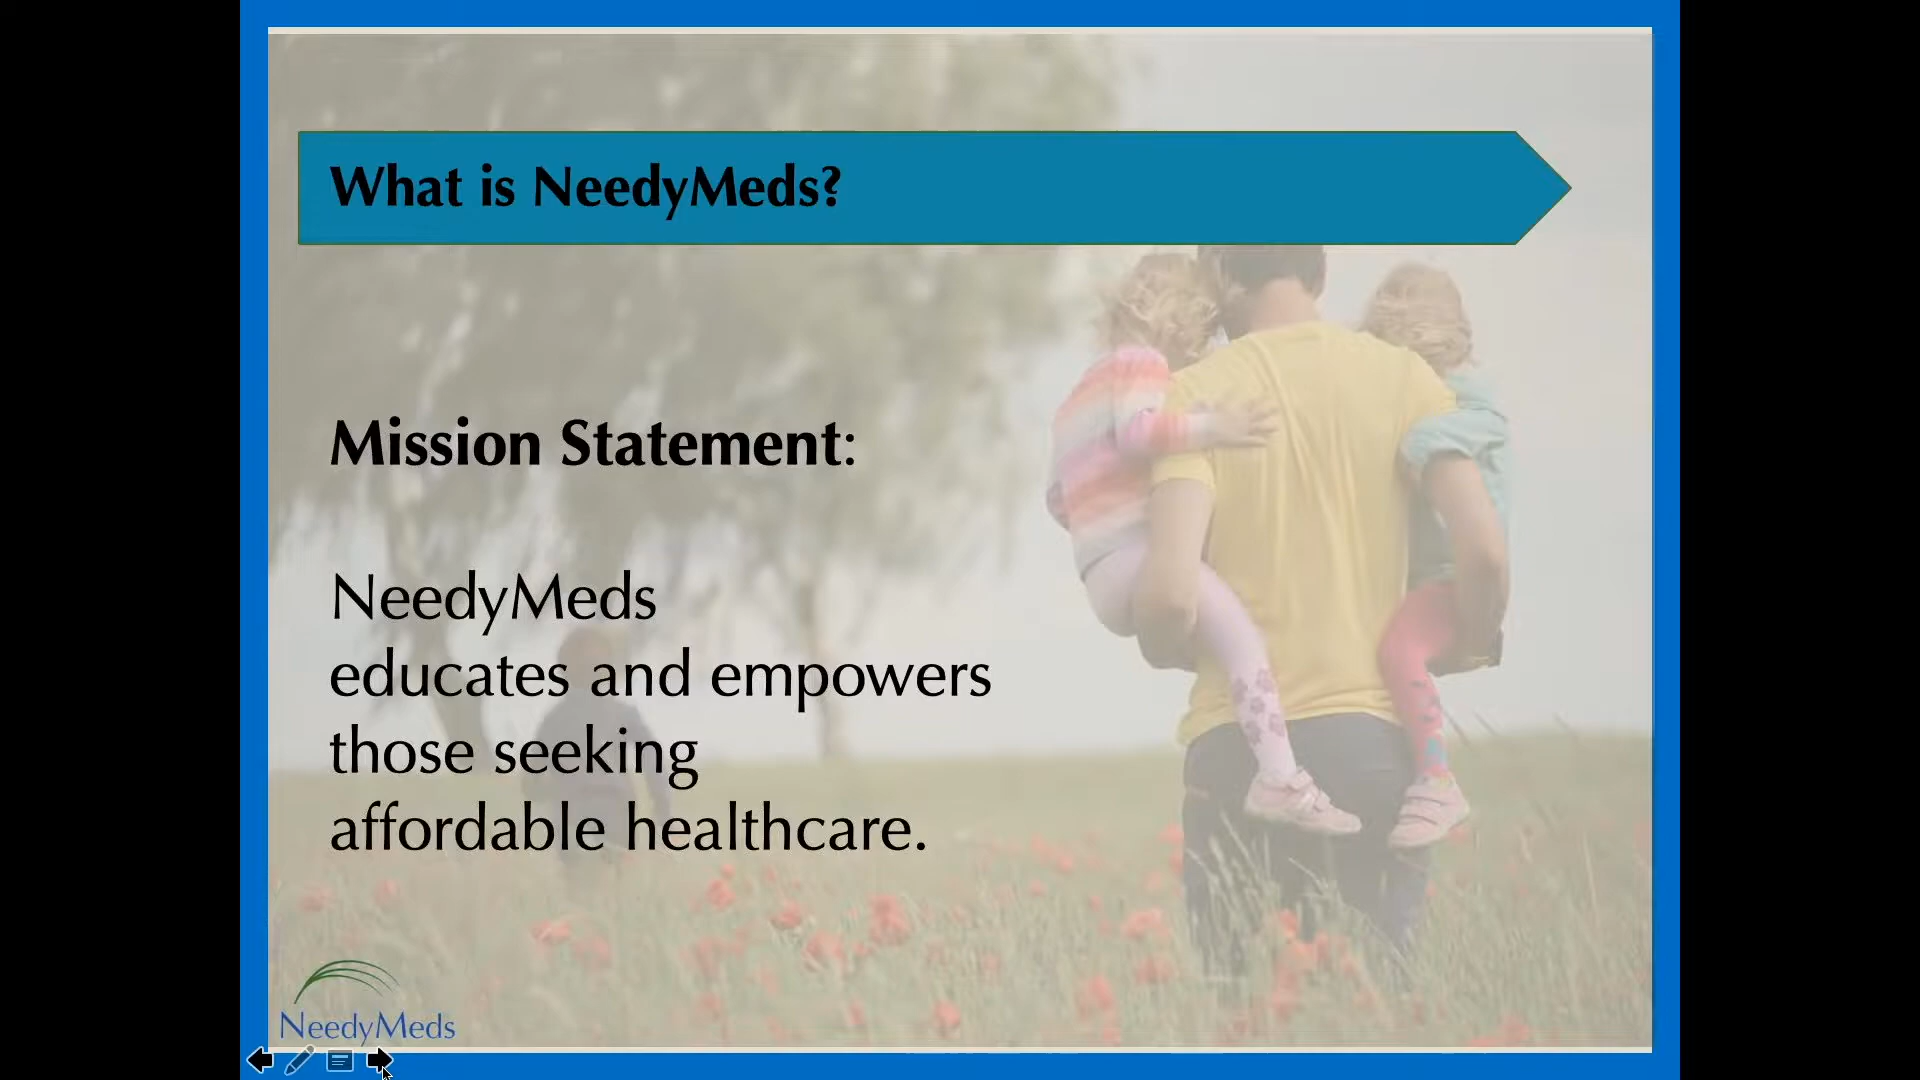 What is NeedyMeds?
Mission Statement:
NeedyMeds
educates and empowers
those seeking
affordable healthcare.
NeedyMeds